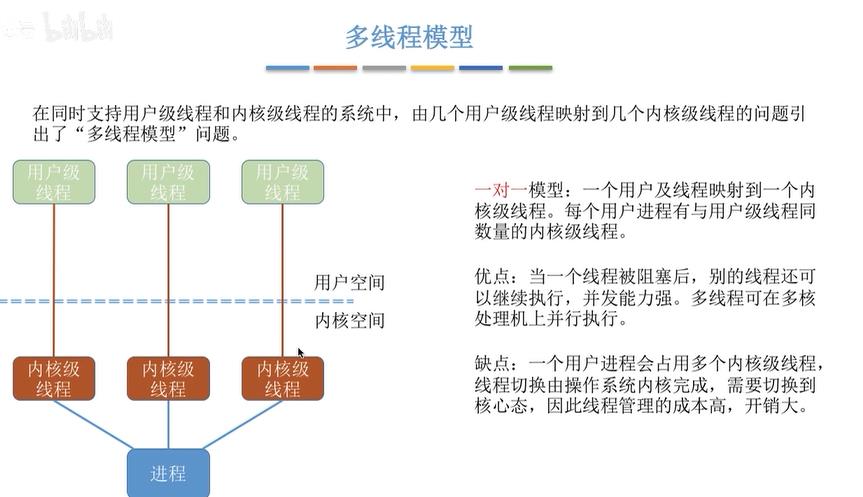 bilibili
多线程模型
在同时支持用户级线程和内核级线程的系统中，由几个用户级线程映射到几个内核级线程的问题引
出了“多线程模型”问题。
用户级
线程
用户级
线程
用户级
线程
用户空间
内核空间
内核级
线程
内核级
线程
内核级
线程
进程
一对一模型：一个用户及线程映射到一个内
核级线程。每个用户进程有与用户级线程同
数量的内核级线程。
优点：当一个线程被阻塞后，别的线程还可
以继续执行，并发能力强。多线程可在多核
处理机上并行执行。
缺点：一个用户进程会占用多个内核级线程，
线程切换由操作系统内核完成，需要切换到
核心态，因此线程管理的成本高，开销大。